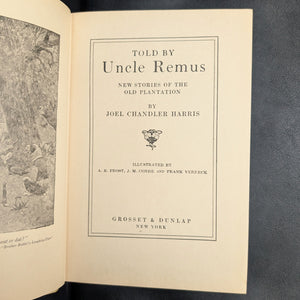 TOLD BY
Uncle Remus
NEW STORIES OF THE
OLD PLANTATION
BY
JOEL CHANDLER HARRIS
ILLUSTRATED BY
A. B. FROST, J. M. CONDE AND FRANK VERBECK
GROSSET & DUNLAP
NEW YORK